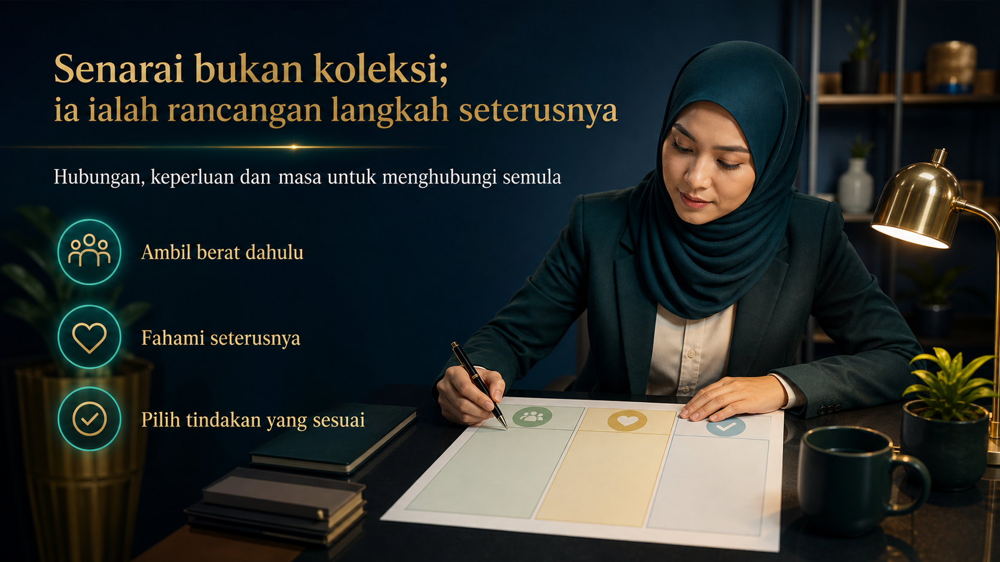 Senarai bukan koleksi;
ia ialah rancangan langkah seterusnya
Hubungan, keperluan dan masa untuk menghubungi semula
Ambil berat dahulu
Fahami seterusnya
Pilih tindakan yang sesuai